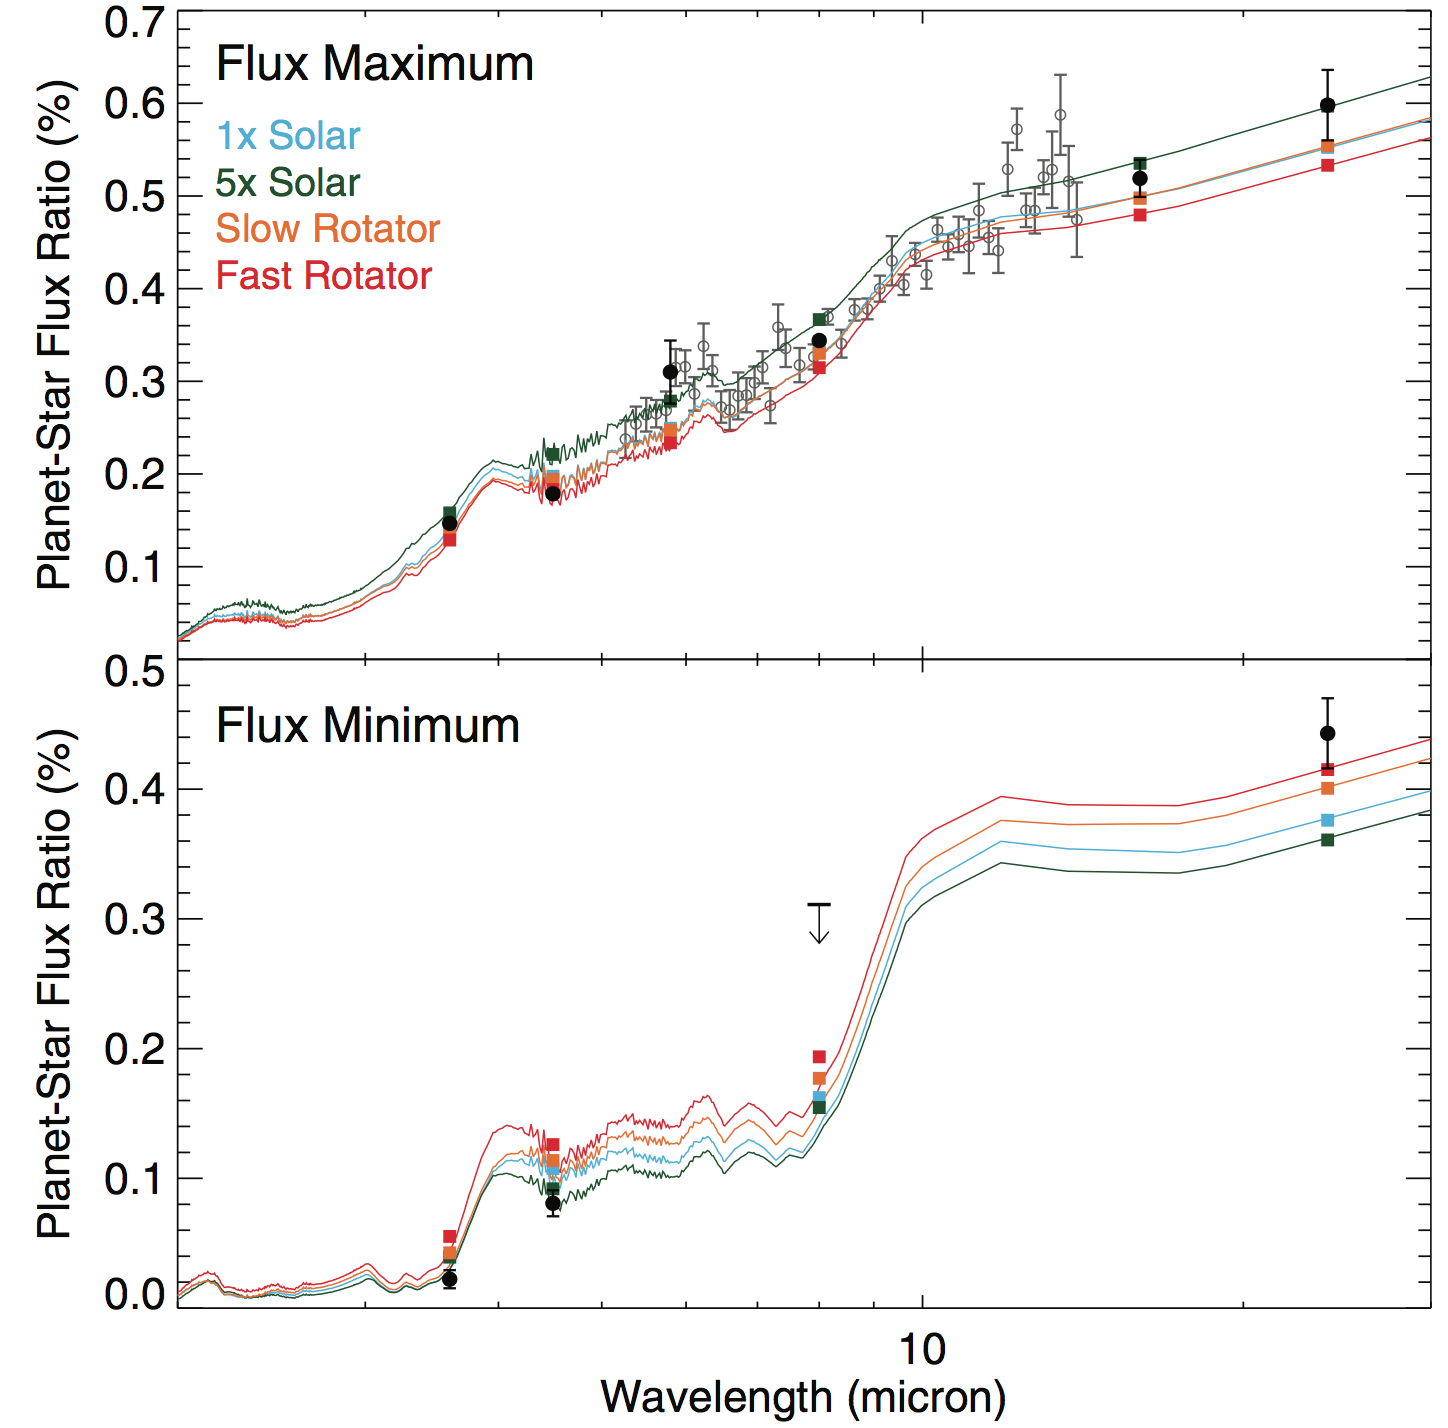 0.7
Flux Maximum
0.6
1x Solar
5x Solar
0.5
Slow Rotator
Fast Rotator
0.4
0.3
0.2
0.1
Planet-Star Flux Ratio (%)
0.5
Flux Minimum
0.4
0.3
0.2
0.1
0.0
Planet-Star Flux Ratio (%)
10
Wavelength (micron)